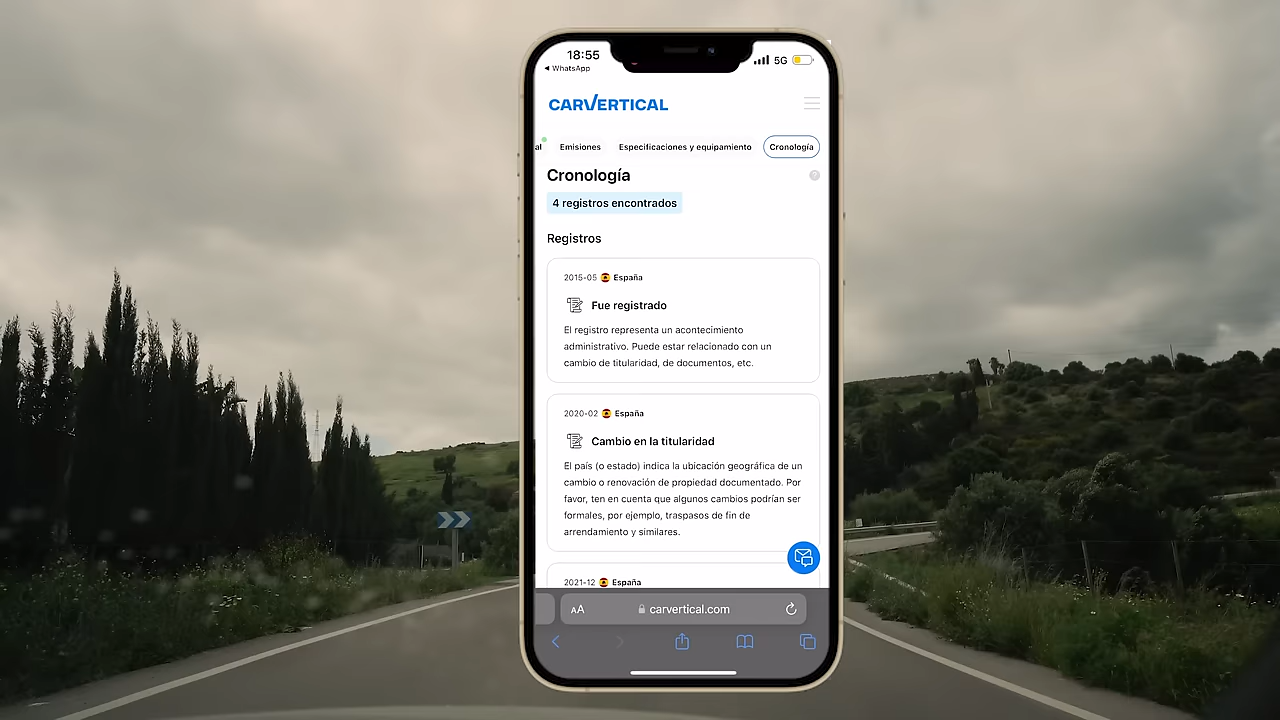 18:55
5G
WhatsApp
CARVERTICAL
al
Emisiones
Especificaciones y equipamiento
Cronología
Cronología
?
4 registros encontrados
Registros
2015-05 España
Fue registrado
El registro representa un acontecimiento
administrativo. Puede estar relacionado con un
cambio de titularidad, de documentos, etc.
2020-02 España
Cambio en la titularidad
El país (o estado) indica la ubicación geográfica de un
cambio o renovación de propiedad documentado. Por
favor, ten en cuenta que algunos cambios podrían ser
formales, por ejemplo, traspasos de fin de
arrendamiento y similares.
2021-12 España
AA
carvertical.com